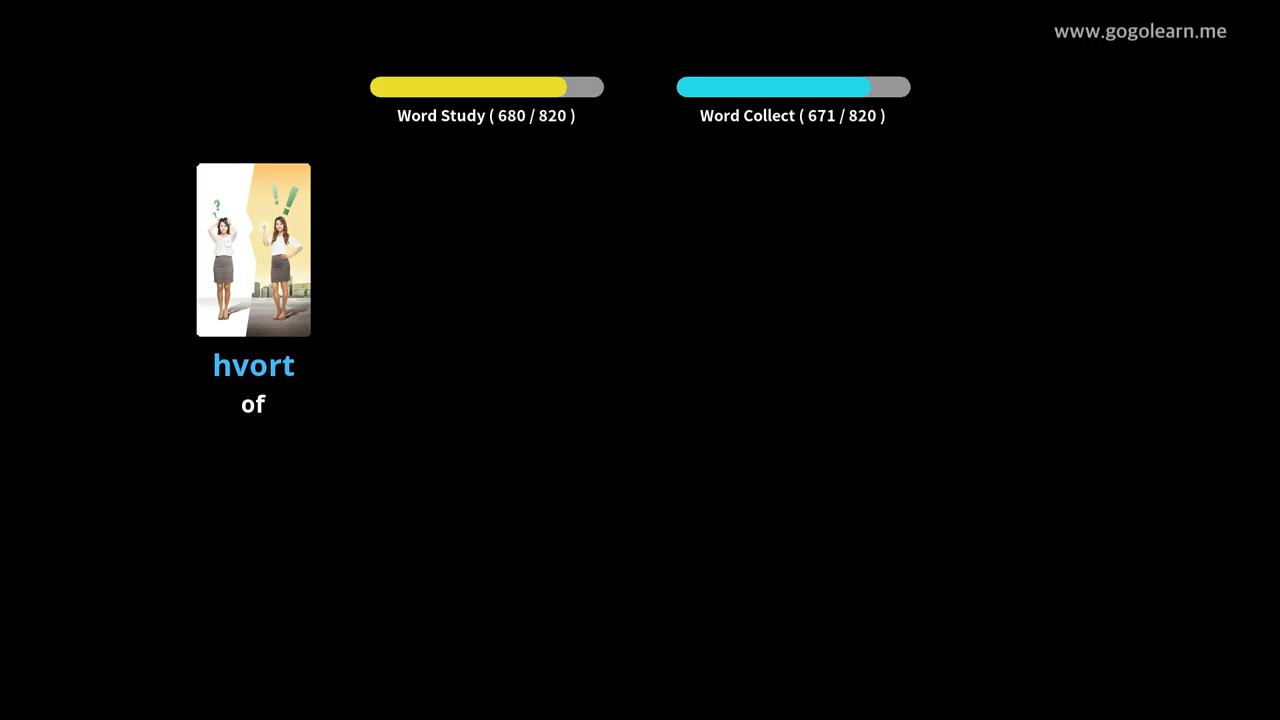 www.gogolearn.me
Word Study ( 680 / 820 )
Word Collect ( 671 / 820 )
? ?
! !
hvort
of